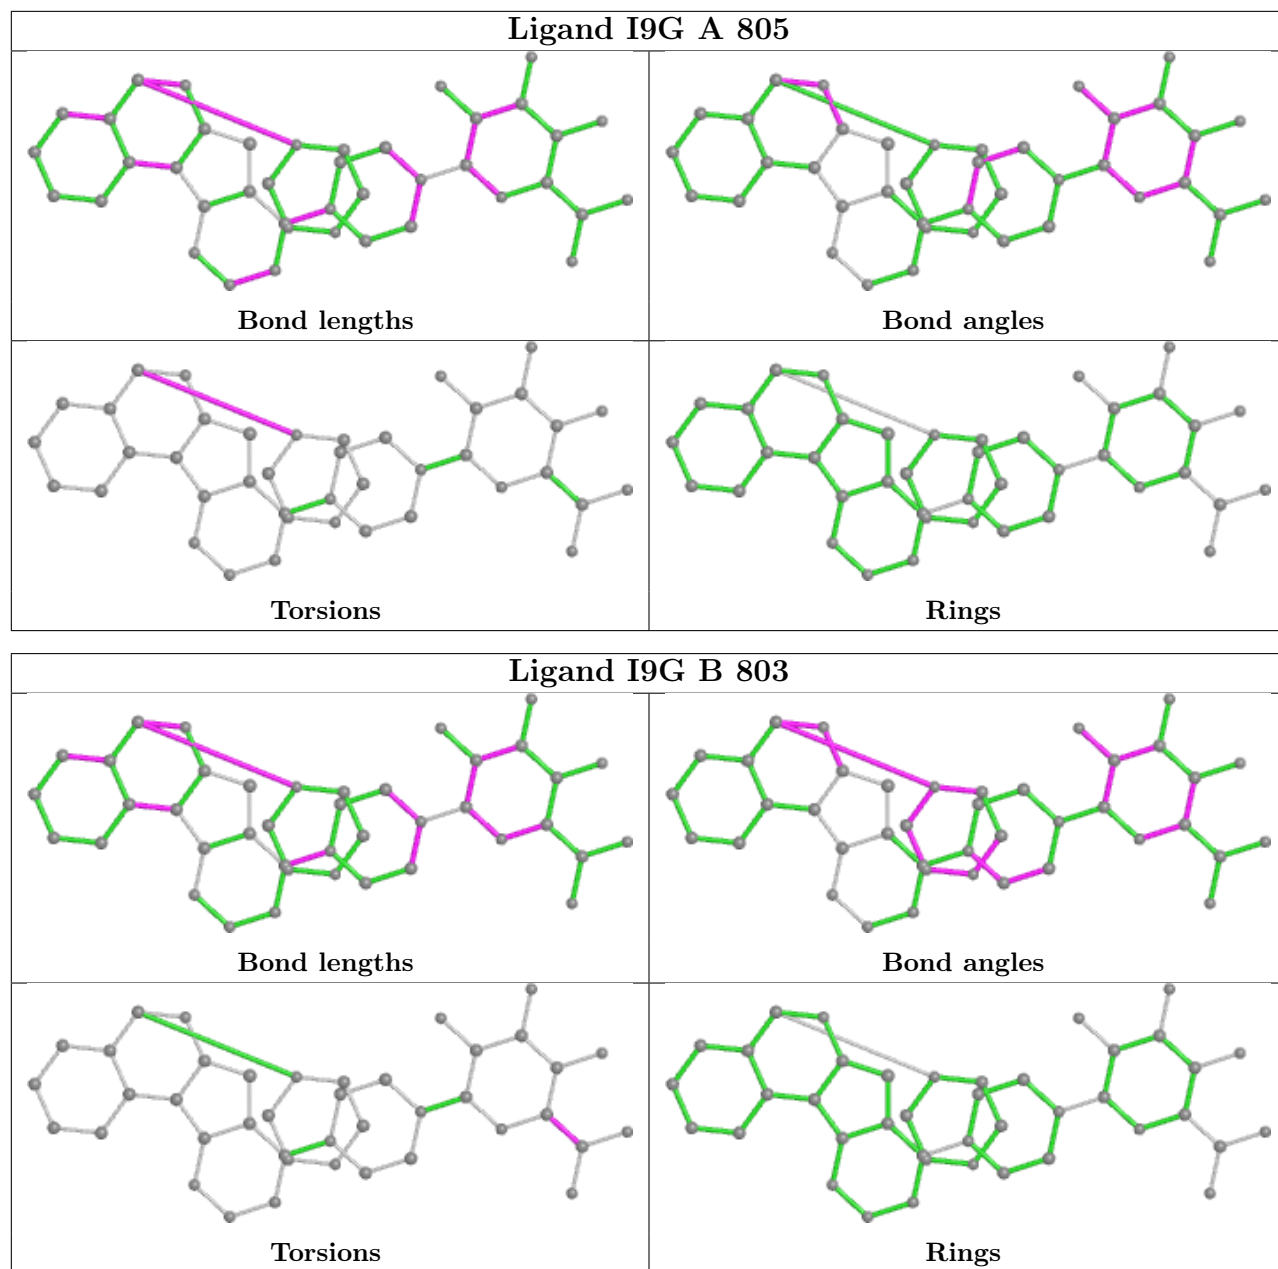 Ligand I9G A 805
Bond lengths
Bond angles
Torsions
Rings
Ligand I9G B 803
Bond lengths
Bond angles
Torsions
Rings